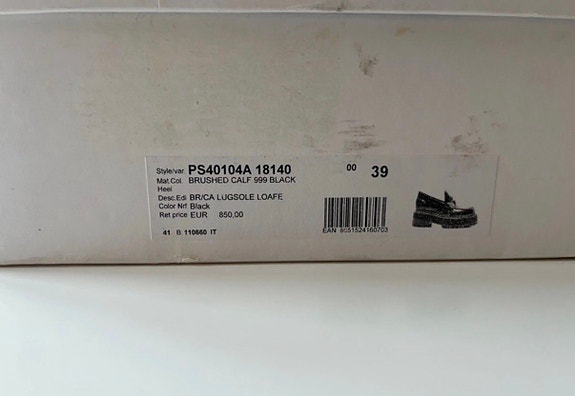 Style/var. PS40104A 18140 00 39
Mat.Col. BRUSHED CALF 999 BLACK
Heel
Desc.Edi BR/CA LUGSOLE LOAFE
Color Nrf Black
Ret price EUR 850,00
EAN 8051524160703
41 B 110660 IT